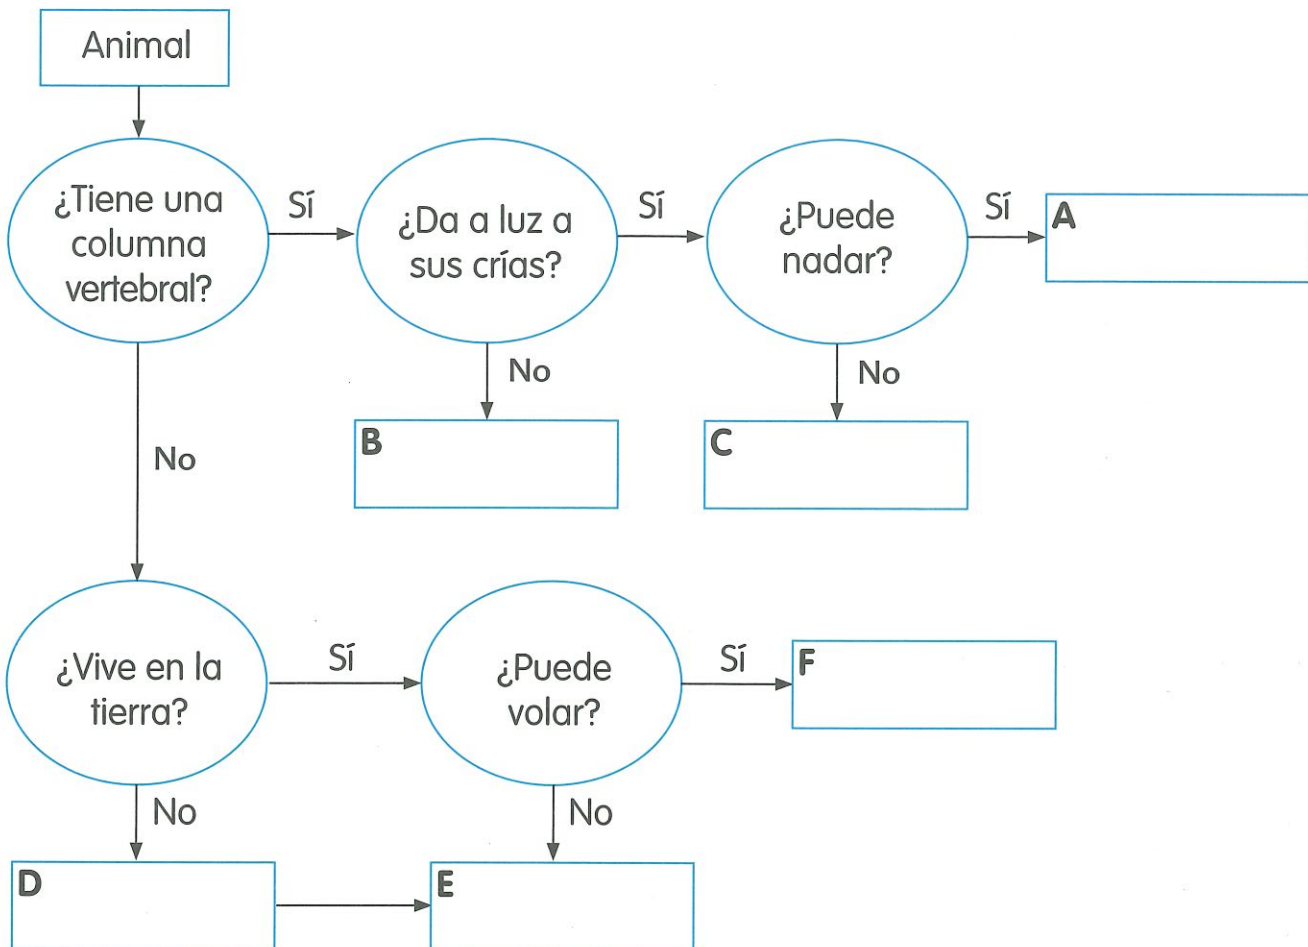 Animal
¿Tiene una
columna
vertebral?
Sí
¿Da a luz a
sus crías?
Sí
¿Puede
nadar?
Sí
A
No
B
No
C
No
¿Vive en la
tierra?
Sí
¿Puede
volar?
Sí
F
No
D
No
E